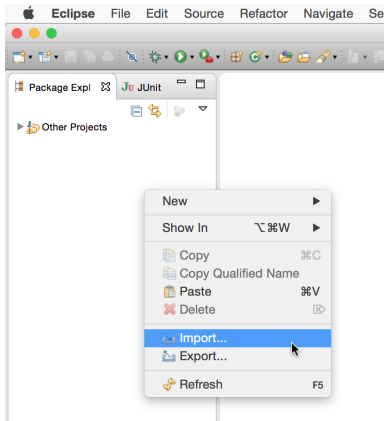 Eclipse File Edit Source Refactor Navigate Se
Package Expl JUnit
Other Projects
New
Show In ⌥⌘W
Copy ⌘C
Copy Qualified Name
Paste ⌘V
Delete ⌦
Import...
Export...
Refresh F5